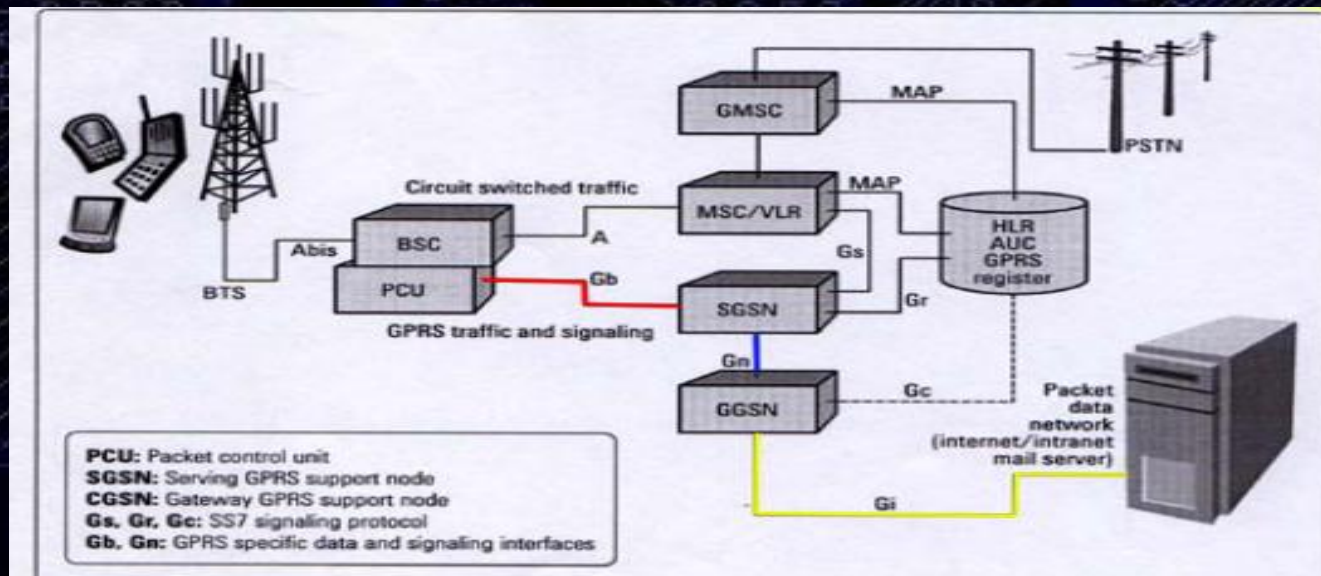 GMSC
MAP
PSTN
Circuit switched traffic
MAP
MSC/VLR
HLR
AUC
GPRS
register
BSC
A
Abis
Gs
Gb
PCU
BTS
SGSN
Gr
GPRS traffic and signaling
Gn
GGSN
Gc
Packet
data
network
(internet/intranet
mail server)
Gi
PCU: Packet control unit
SGSN: Serving GPRS support node
CGSN: Gateway GPRS support node
Gs, Gr, Gc: SS7 signaling protocol
Gb, Gn: GPRS specific data and signaling interfaces